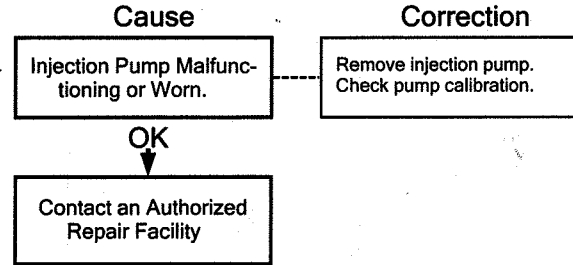 Cause
Correction
Injection Pump Malfunc-
tioning or Worn.
Remove injection pump.
Check pump calibration.
OK
Contact an Authorized
Repair Facility